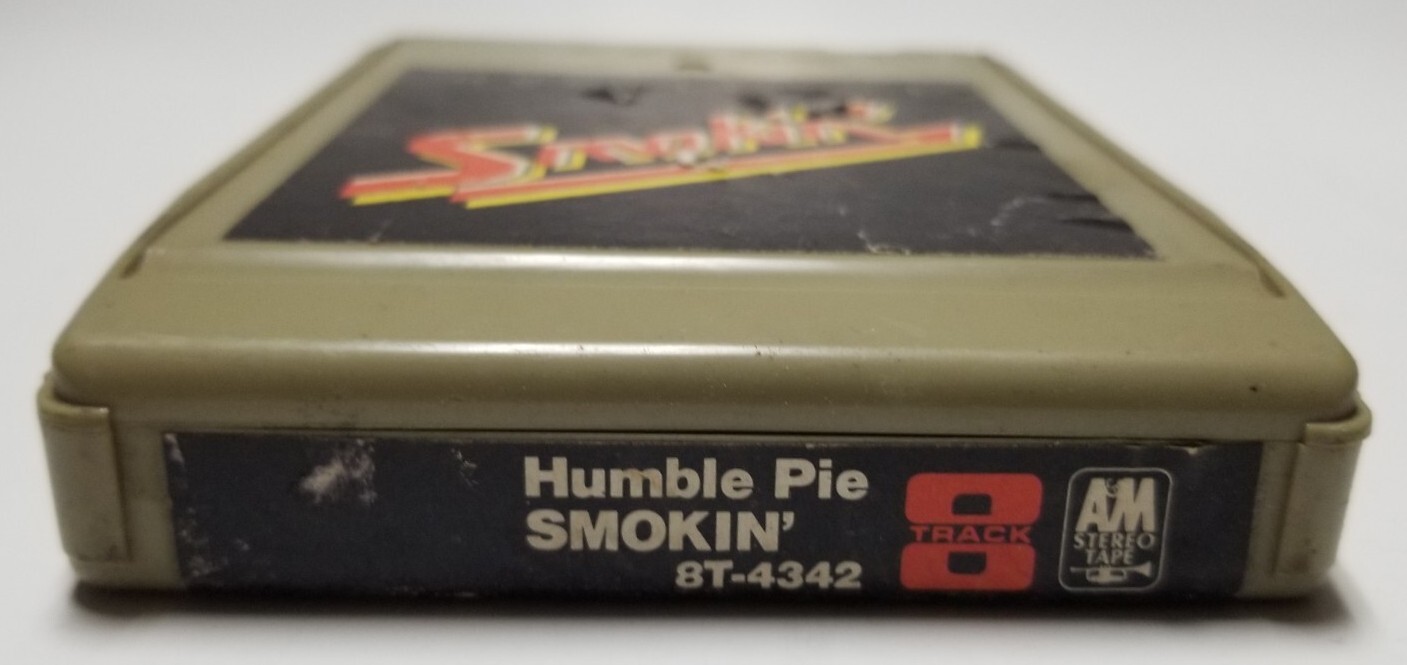 Smokin'
Humble Pie
SMOKIN'
8T-4342
8
TRACK
A&M
STEREO
TAPE